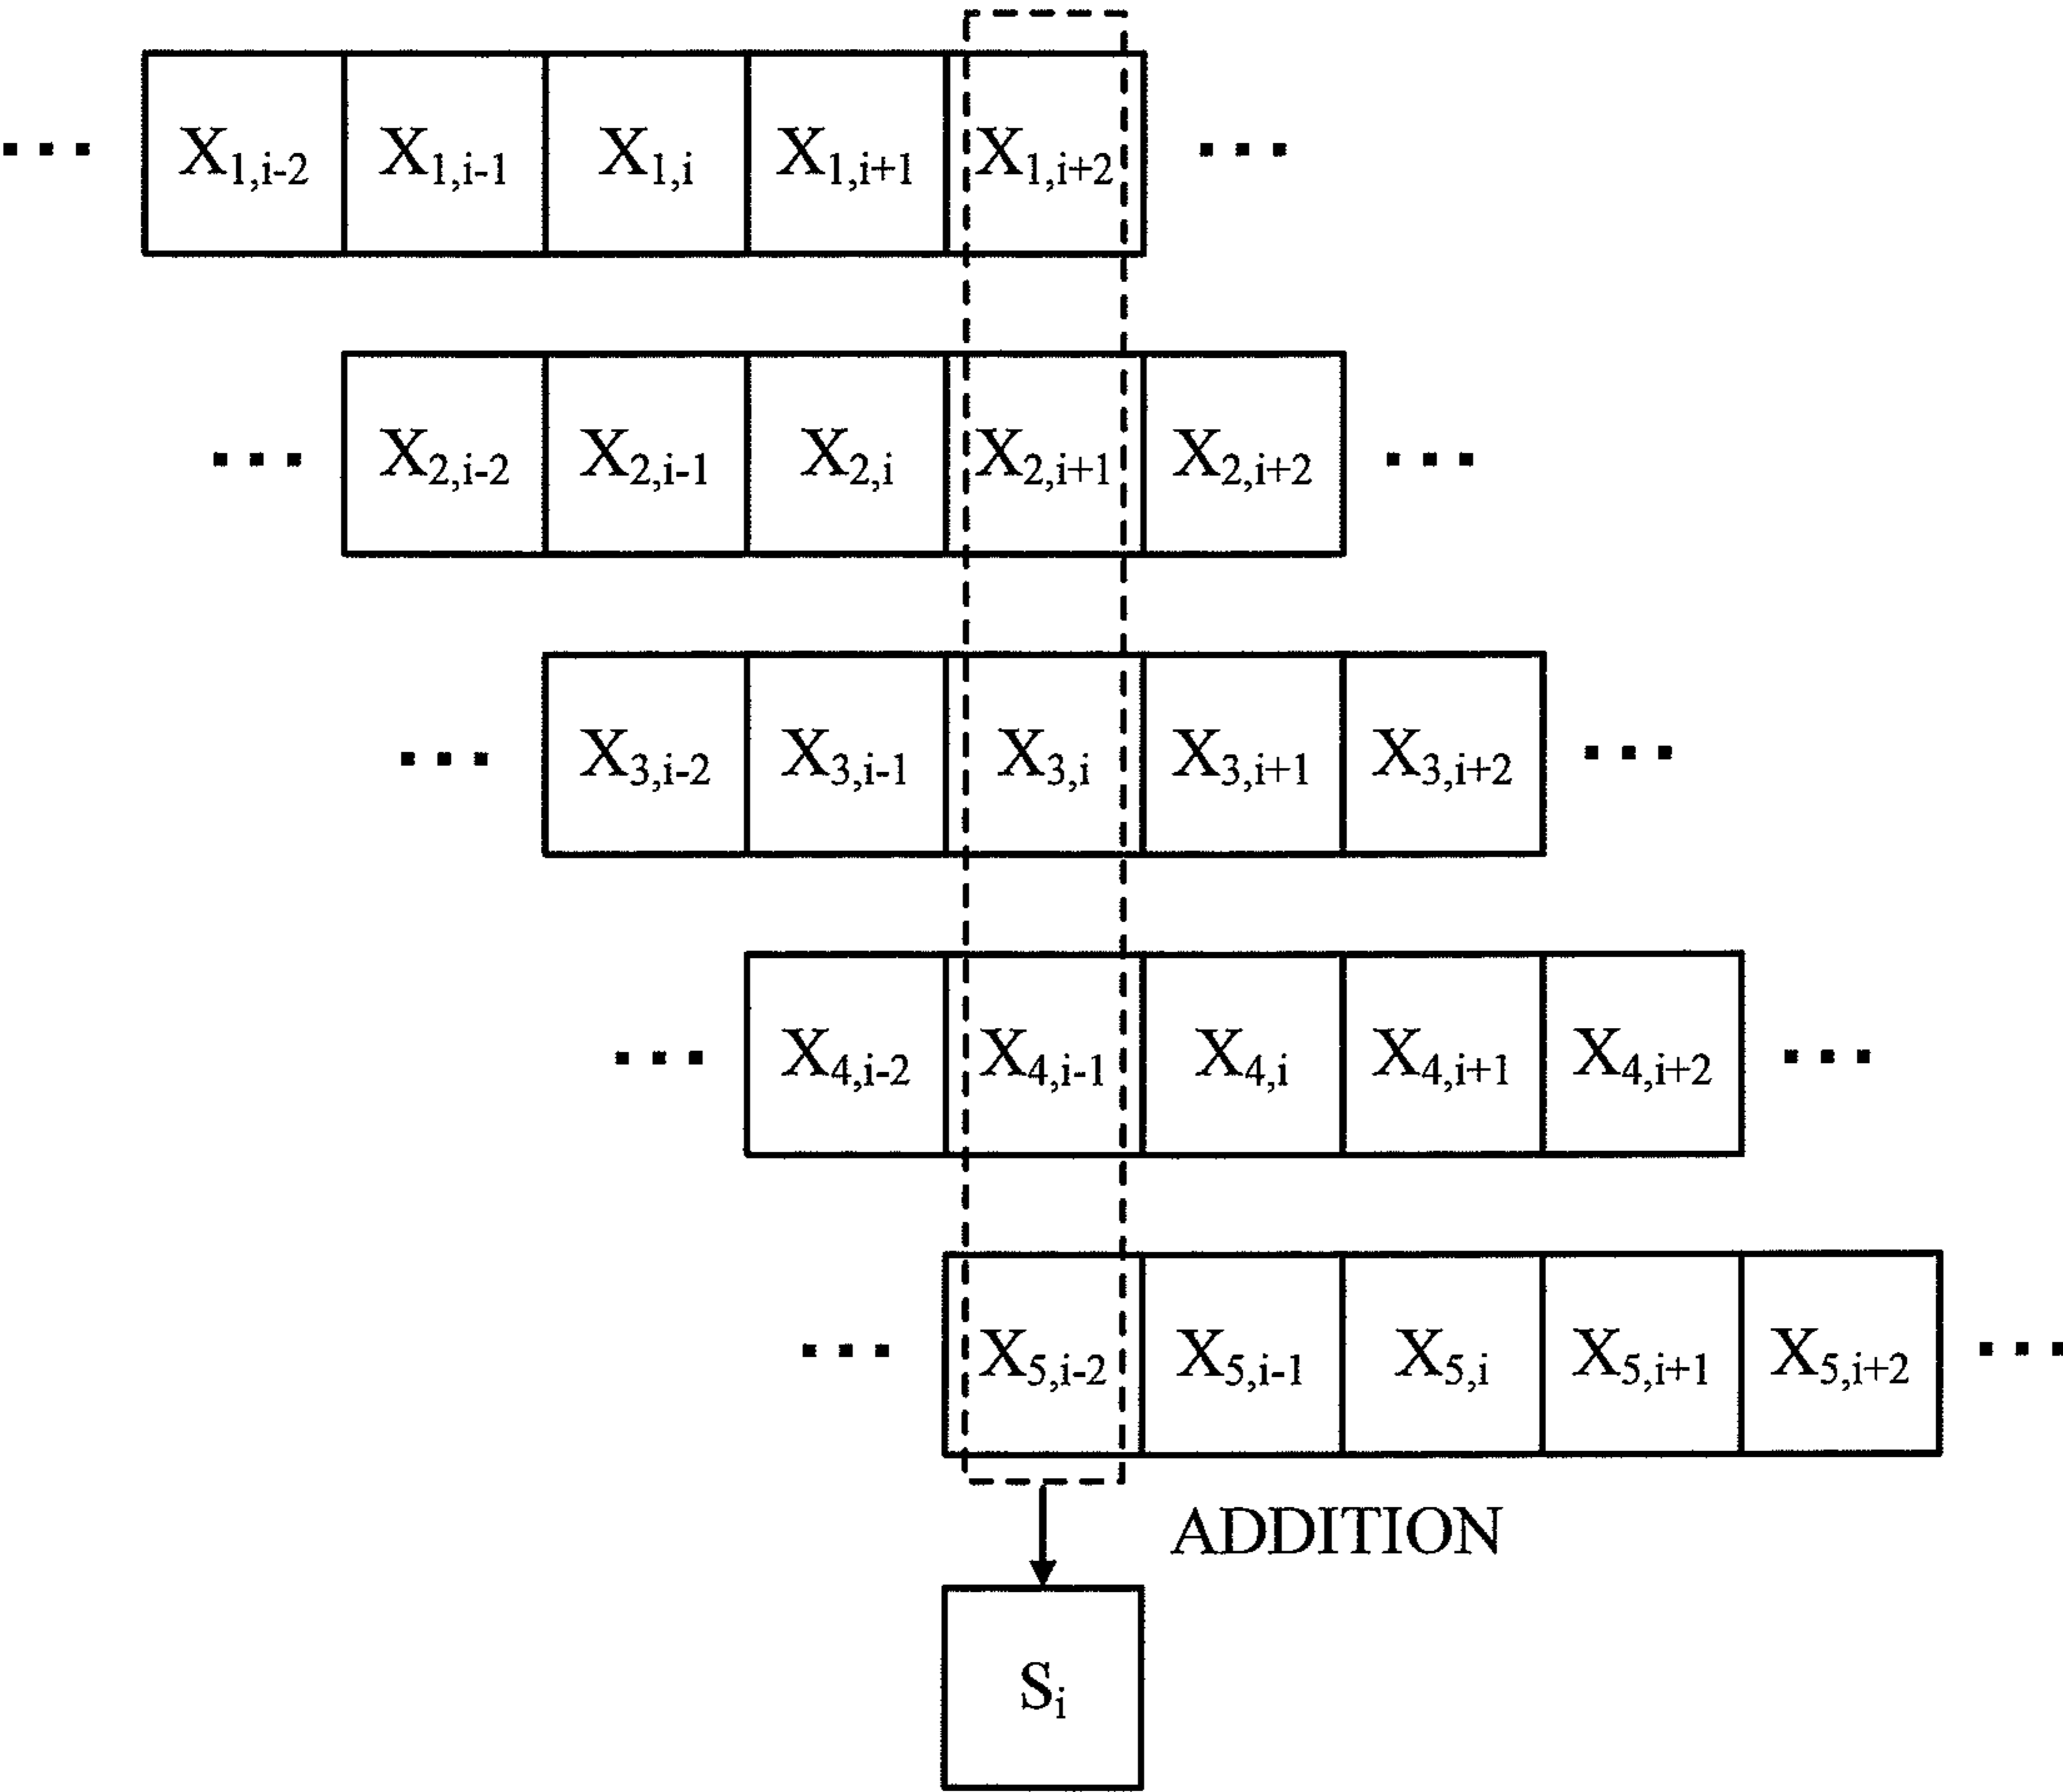 ... X1,i-2 X1,i-1 X1,i X1,i+1 X1,i+2 ...
... X2,i-2 X2,i-1 X2,i X2,i+1 X2,i+2 ...
... X3,i-2 X3,i-1 X3,i X3,i+1 X3,i+2 ...
... X4,i-2 X4,i-1 X4,i X4,i+1 X4,i+2 ...
... X5,i-2 X5,i-1 X5,i X5,i+1 X5,i+2 ...
ADDITION
Si